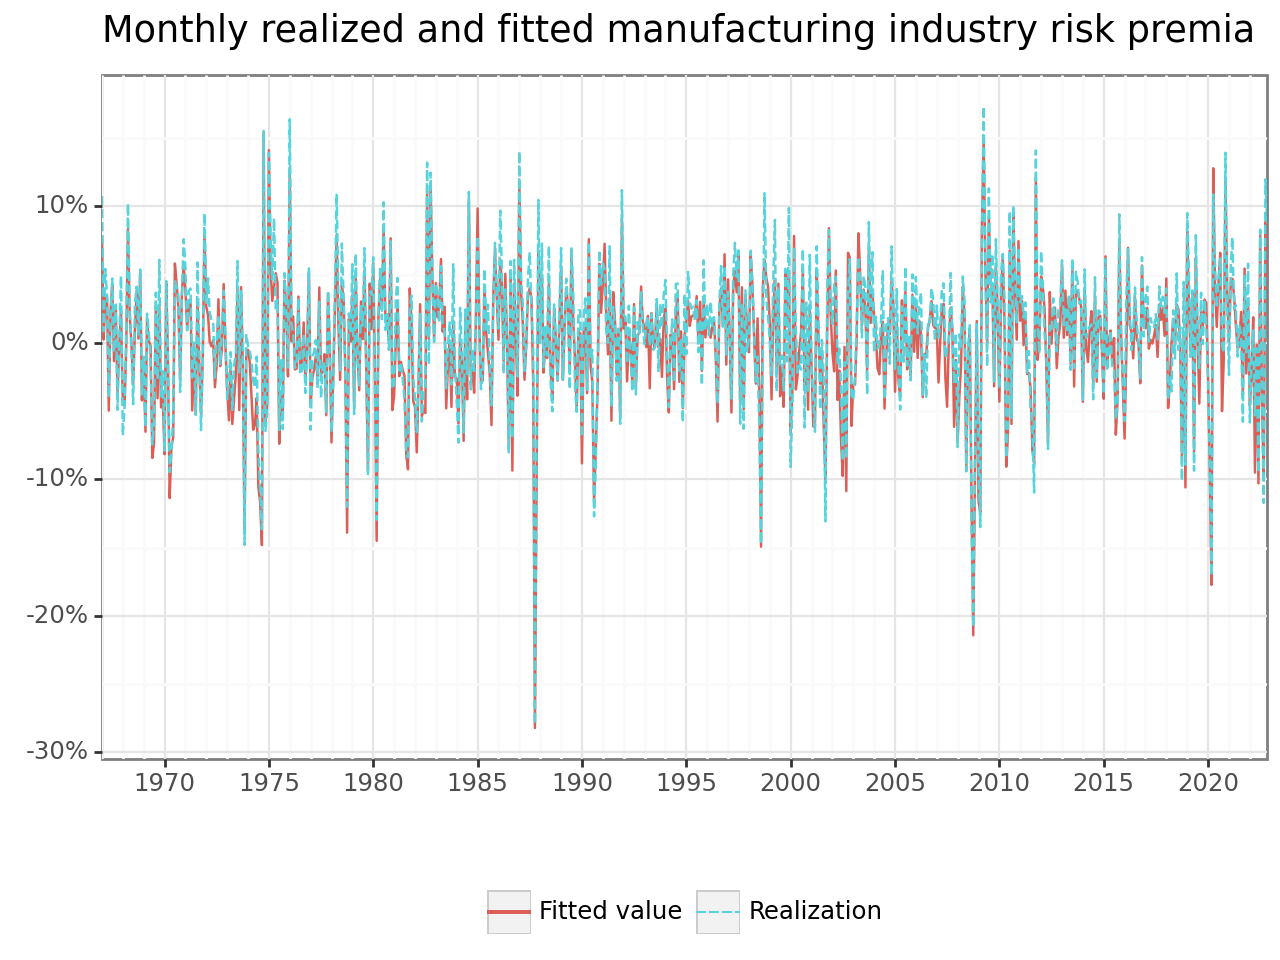 Monthly realized and fitted manufacturing industry risk premia
10%
0%
-10%
-20%
-30%
1970 1975 1980 1985 1990 1995 2000 2005 2010 2015 2020
Fitted value Realization